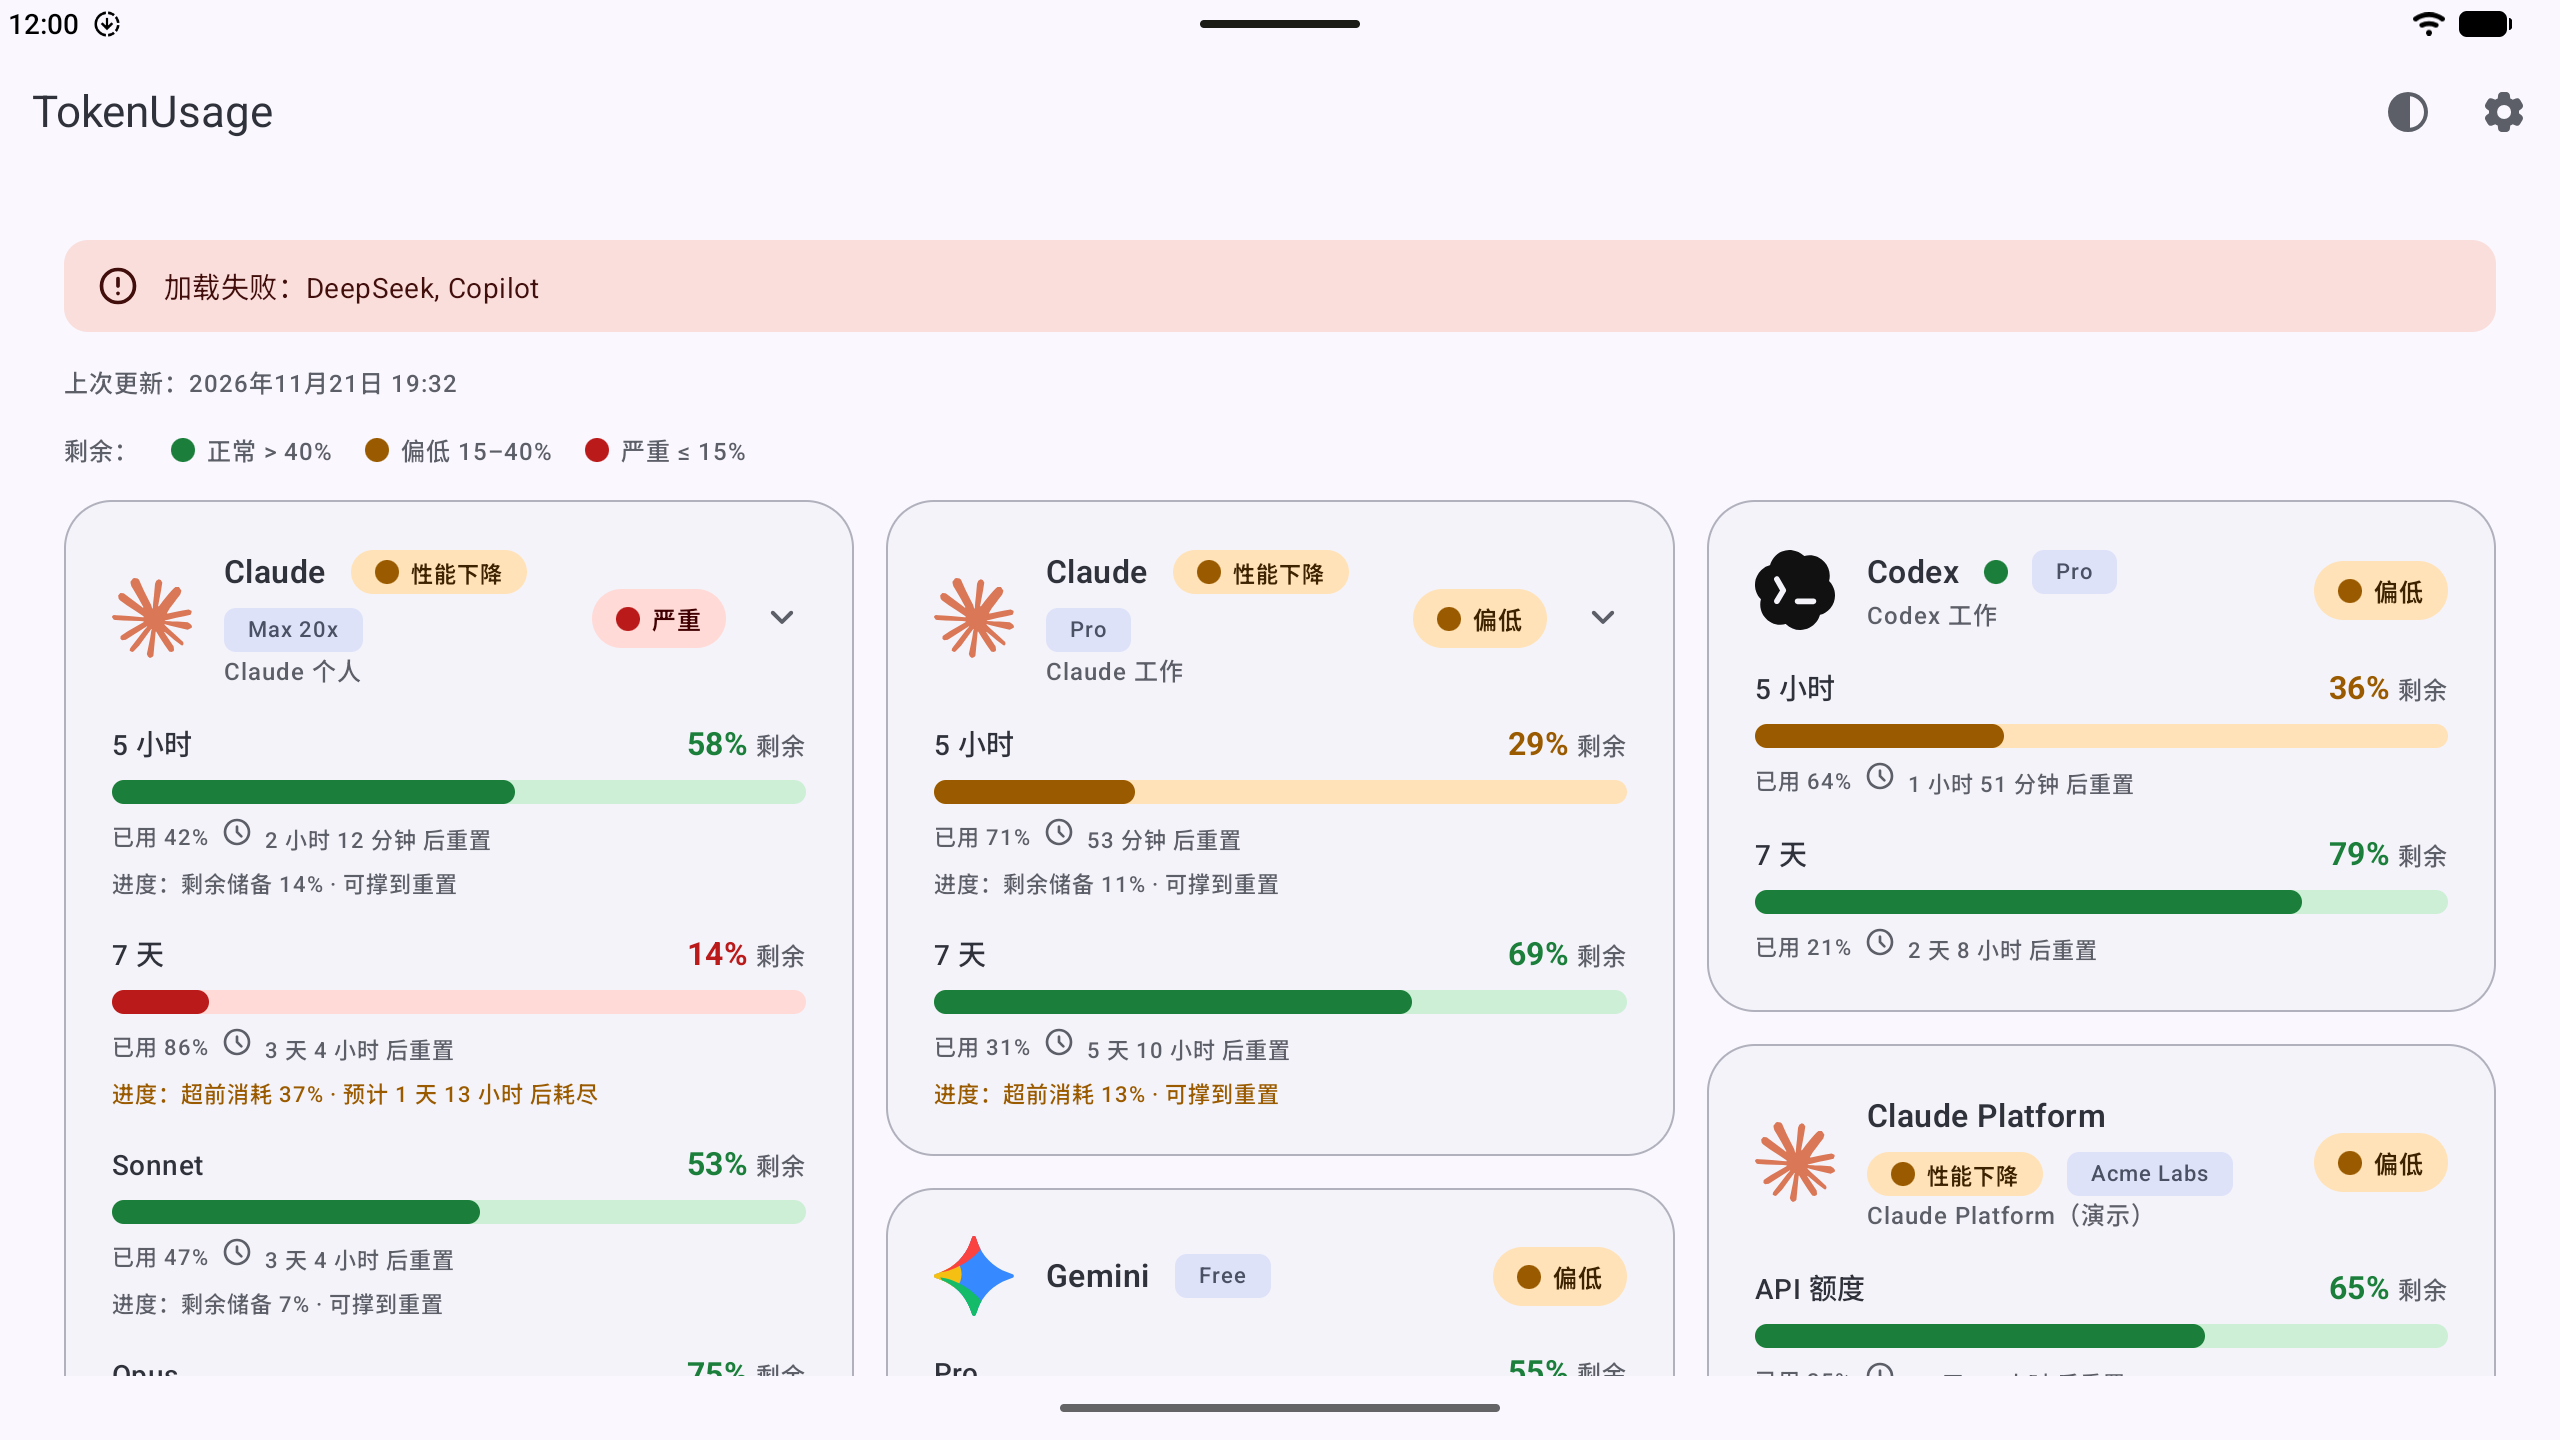 12:00
TokenUsage
加载失败：DeepSeek, Copilot
上次更新：2026年11月21日 19:32
剩余： 正常 > 40% 偏低 15–40% 严重 ≤ 15%
Claude 性能下降
Max 20x
Claude 个人
严重
5 小时 58% 剩余
已用 42% 2 小时 12 分钟 后重置
进度：剩余储备 14% · 可撑到重置
7 天 14% 剩余
已用 86% 3 天 4 小时 后重置
进度：超前消耗 37% · 预计 1 天 13 小时 后耗尽
Sonnet 53% 剩余
已用 47% 3 天 4 小时 后重置
进度：剩余储备 7% · 可撑到重置
Opus 75% 剩余
Claude 性能下降
Pro
Claude 工作
偏低
5 小时 29% 剩余
已用 71% 53 分钟 后重置
进度：剩余储备 11% · 可撑到重置
7 天 69% 剩余
已用 31% 5 天 10 小时 后重置
进度：超前消耗 13% · 可撑到重置
Gemini Free 偏低
Pro 55% 剩余
Codex Pro
Codex 工作
偏低
5 小时 36% 剩余
已用 64% 1 小时 51 分钟 后重置
7 天 79% 剩余
已用 21% 2 天 8 小时 后重置
Claude Platform
性能下降 Acme Labs
Claude Platform（演示）
偏低
API 额度 65% 剩余